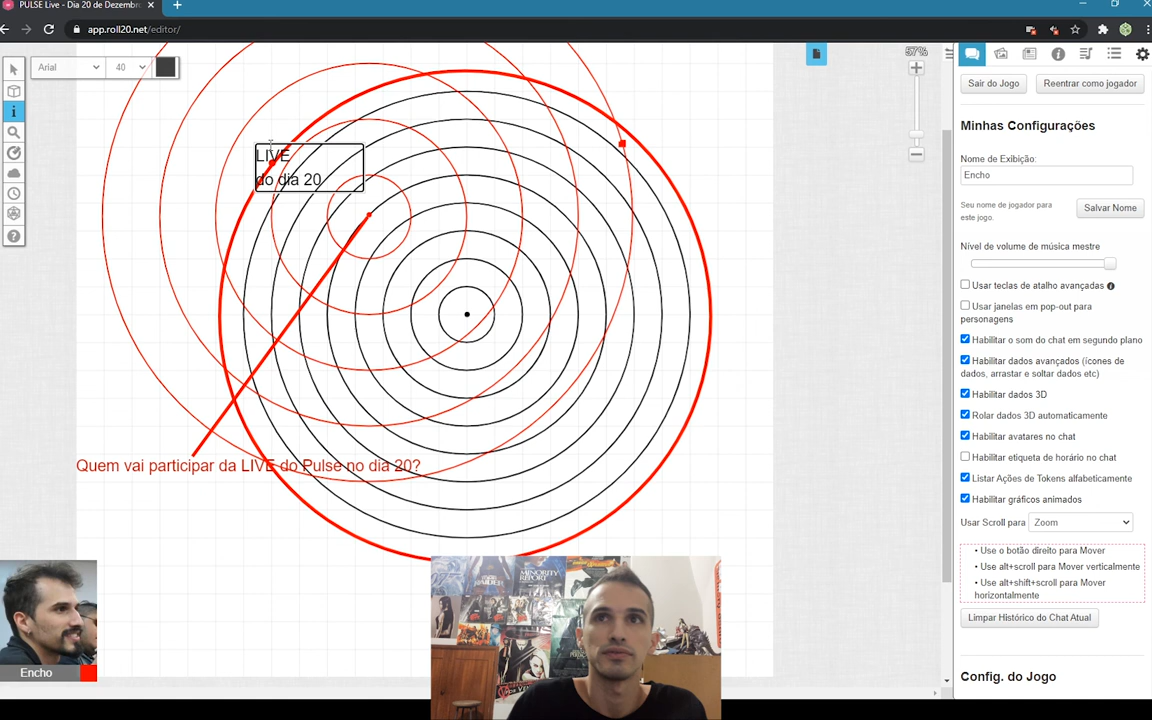 PULSE Live - Dia 20 de Dezembr
app.roll20.net/editor/
Arial
40
57%
LIVE
do dia 20
Quem vai participar da LIVE do Pulse no dia 20?
Sair do Jogo
Reentrar como jogador
Minhas Configurações
Nome de Exibição:
Encho
Seu nome de jogador para
este jogo.
Salvar Nome
Nível de volume de música mestre
Usar teclas de atalho avançadas
Usar janelas em pop-out para
personagens
Habilitar o som do chat em segundo plano
Habilitar dados avançados (ícones de
dados, arrastar e soltar dados etc)
Habilitar dados 3D
Rolar dados 3D automaticamente
Habilitar avatares no chat
Habilitar etiqueta de horário no chat
Listar Ações de Tokens alfabeticamente
Habilitar gráficos animados
Usar Scroll para
Zoom
• Use o botão direito para Mover
• Use alt+scroll para Mover verticalmente
• Use alt+shift+scroll para Mover
horizontalmente
Limpar Histórico do Chat Atual
Config. do Jogo
Encho
MINORITY
REPORT